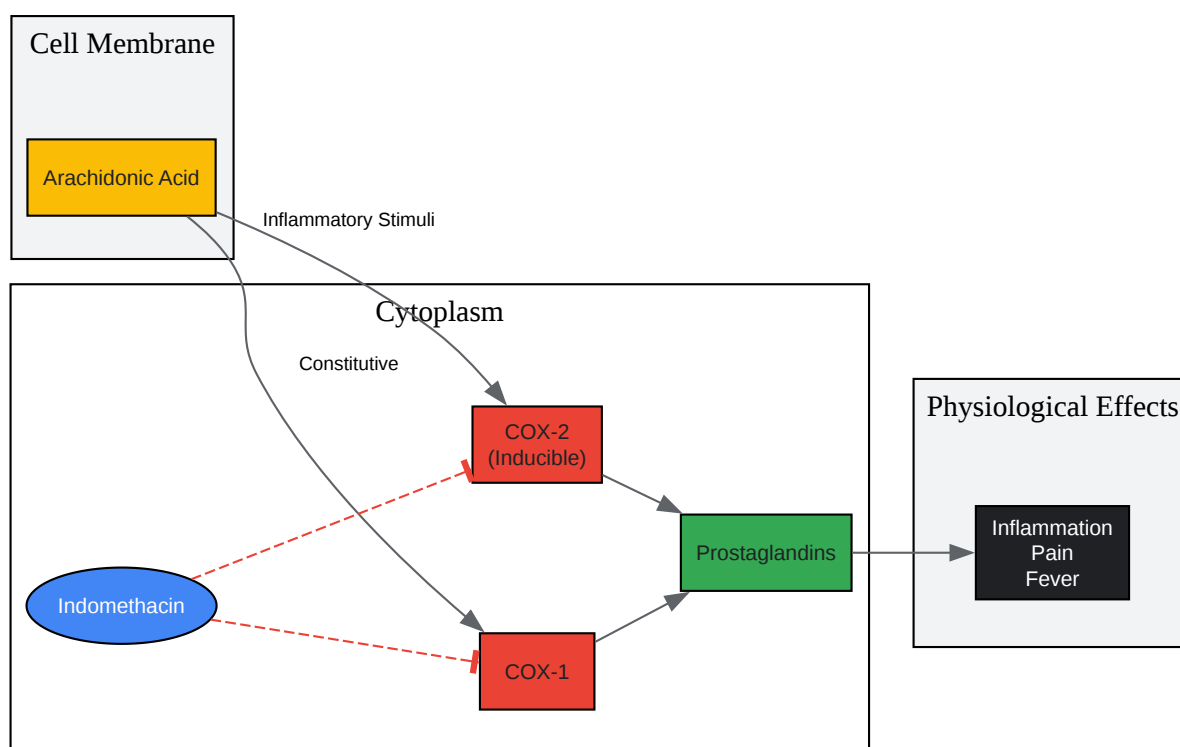 Cell Membrane
Arachidonic Acid
Inflammatory Stimuli
Cytoplasm
Constitutive
COX-2
(Inducible)
Physiological Effects
Prostaglandins
Inflammation
Pain
Fever
Indomethacin
COX-1